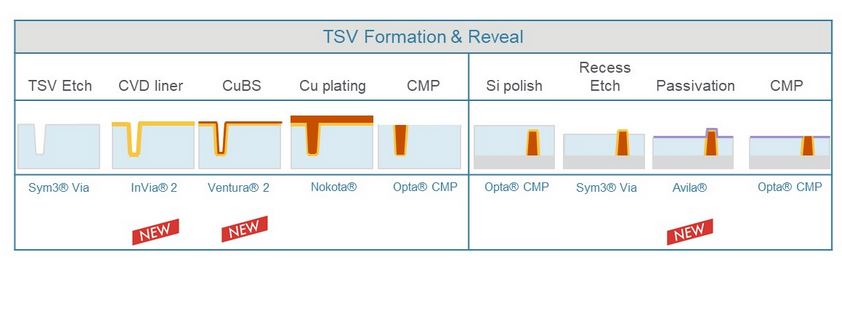 TSV Formation & Reveal
TSV Etch CVD liner CuBS Cu plating CMP Si polish Recess Etch Passivation CMP
Sym3® Via InVia® 2 Ventura® 2 Nokota® Opta® CMP Opta® CMP Sym3® Via Avila® Opta® CMP
NEW NEW NEW